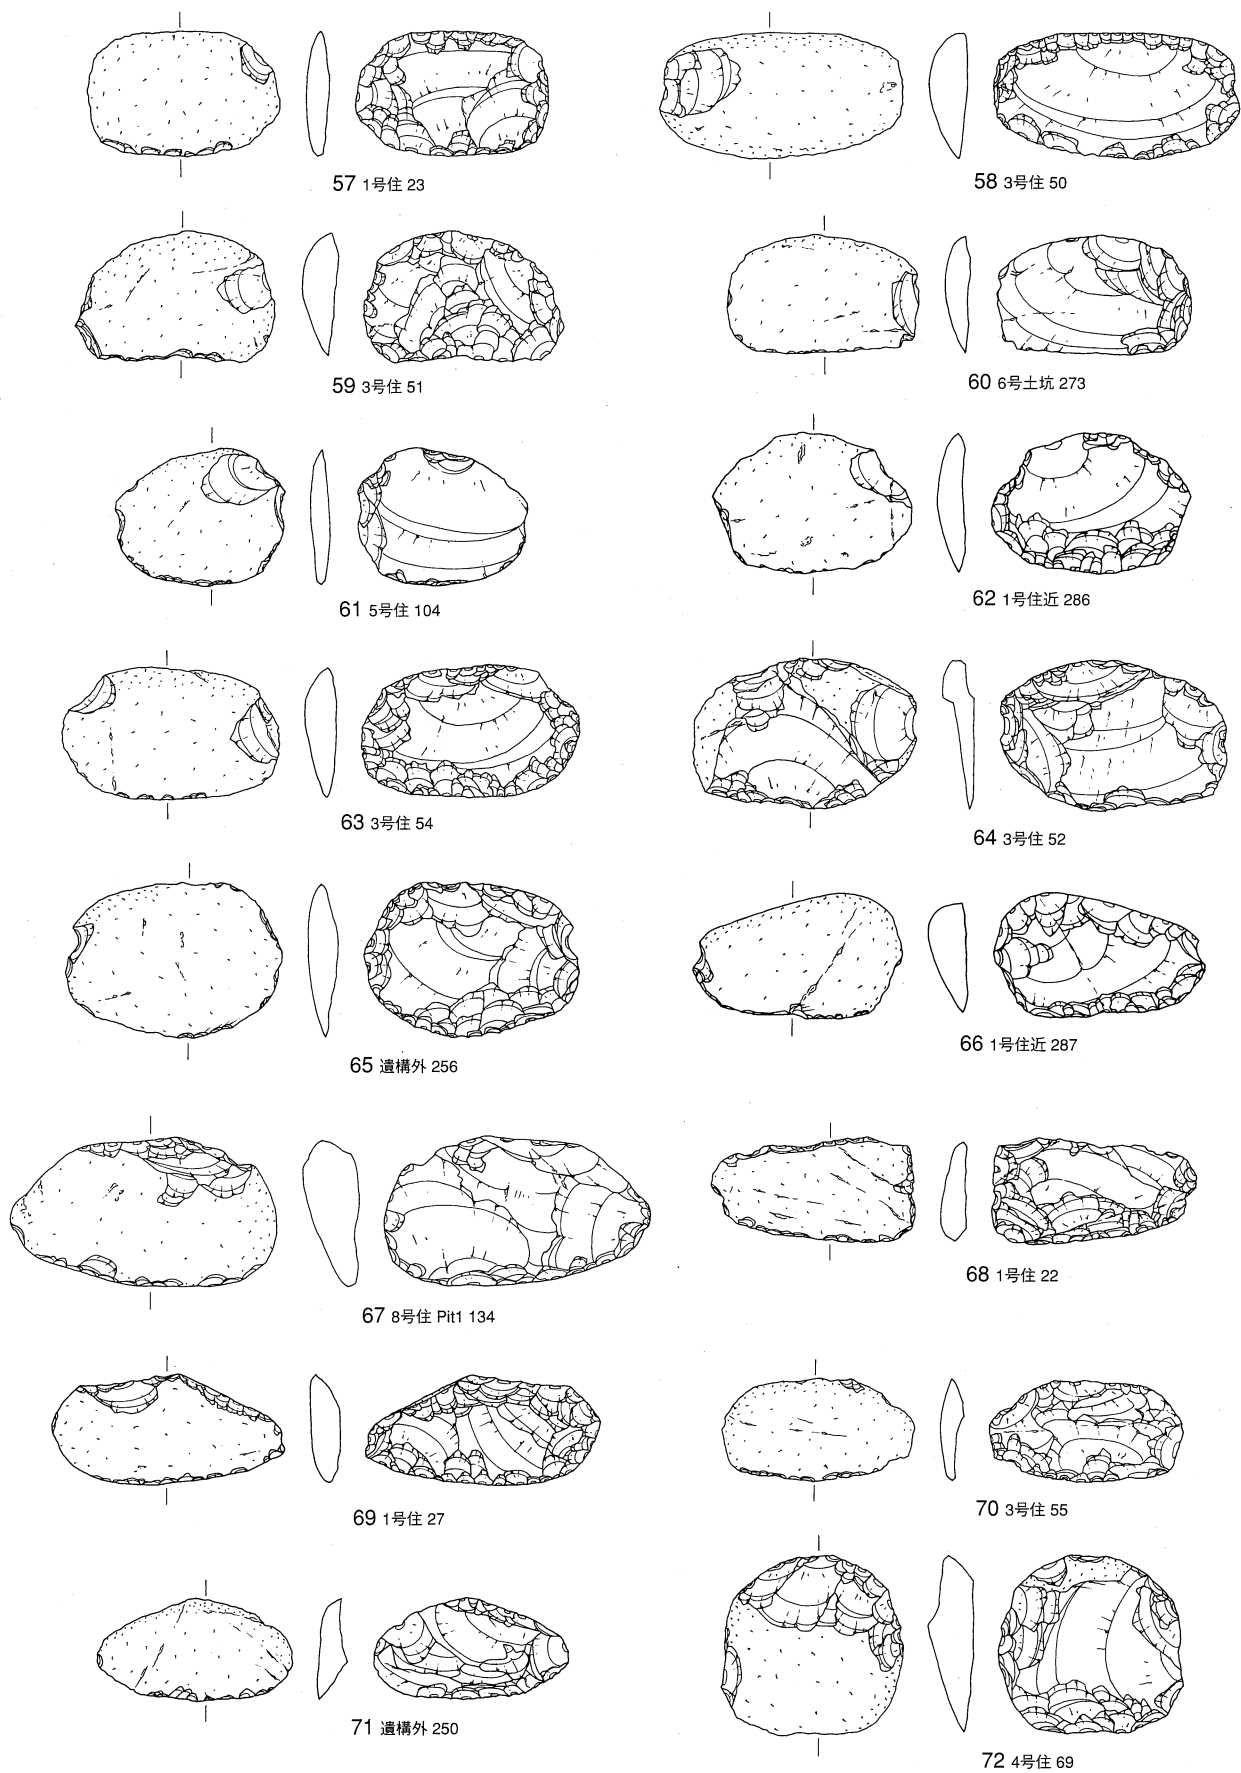 57 1号住 23
58 3号住 50
59 3号住 51
60 6号土坑 273
61 5号住 104
62 1号住近 286
63 3号住 54
64 3号住 52
65 遺構外 256
66 1号住近 287
67 8号住 Pit1 134
68 1号住 22
69 1号住 27
70 3号住 55
71 遺構外 250
72 4号住 69